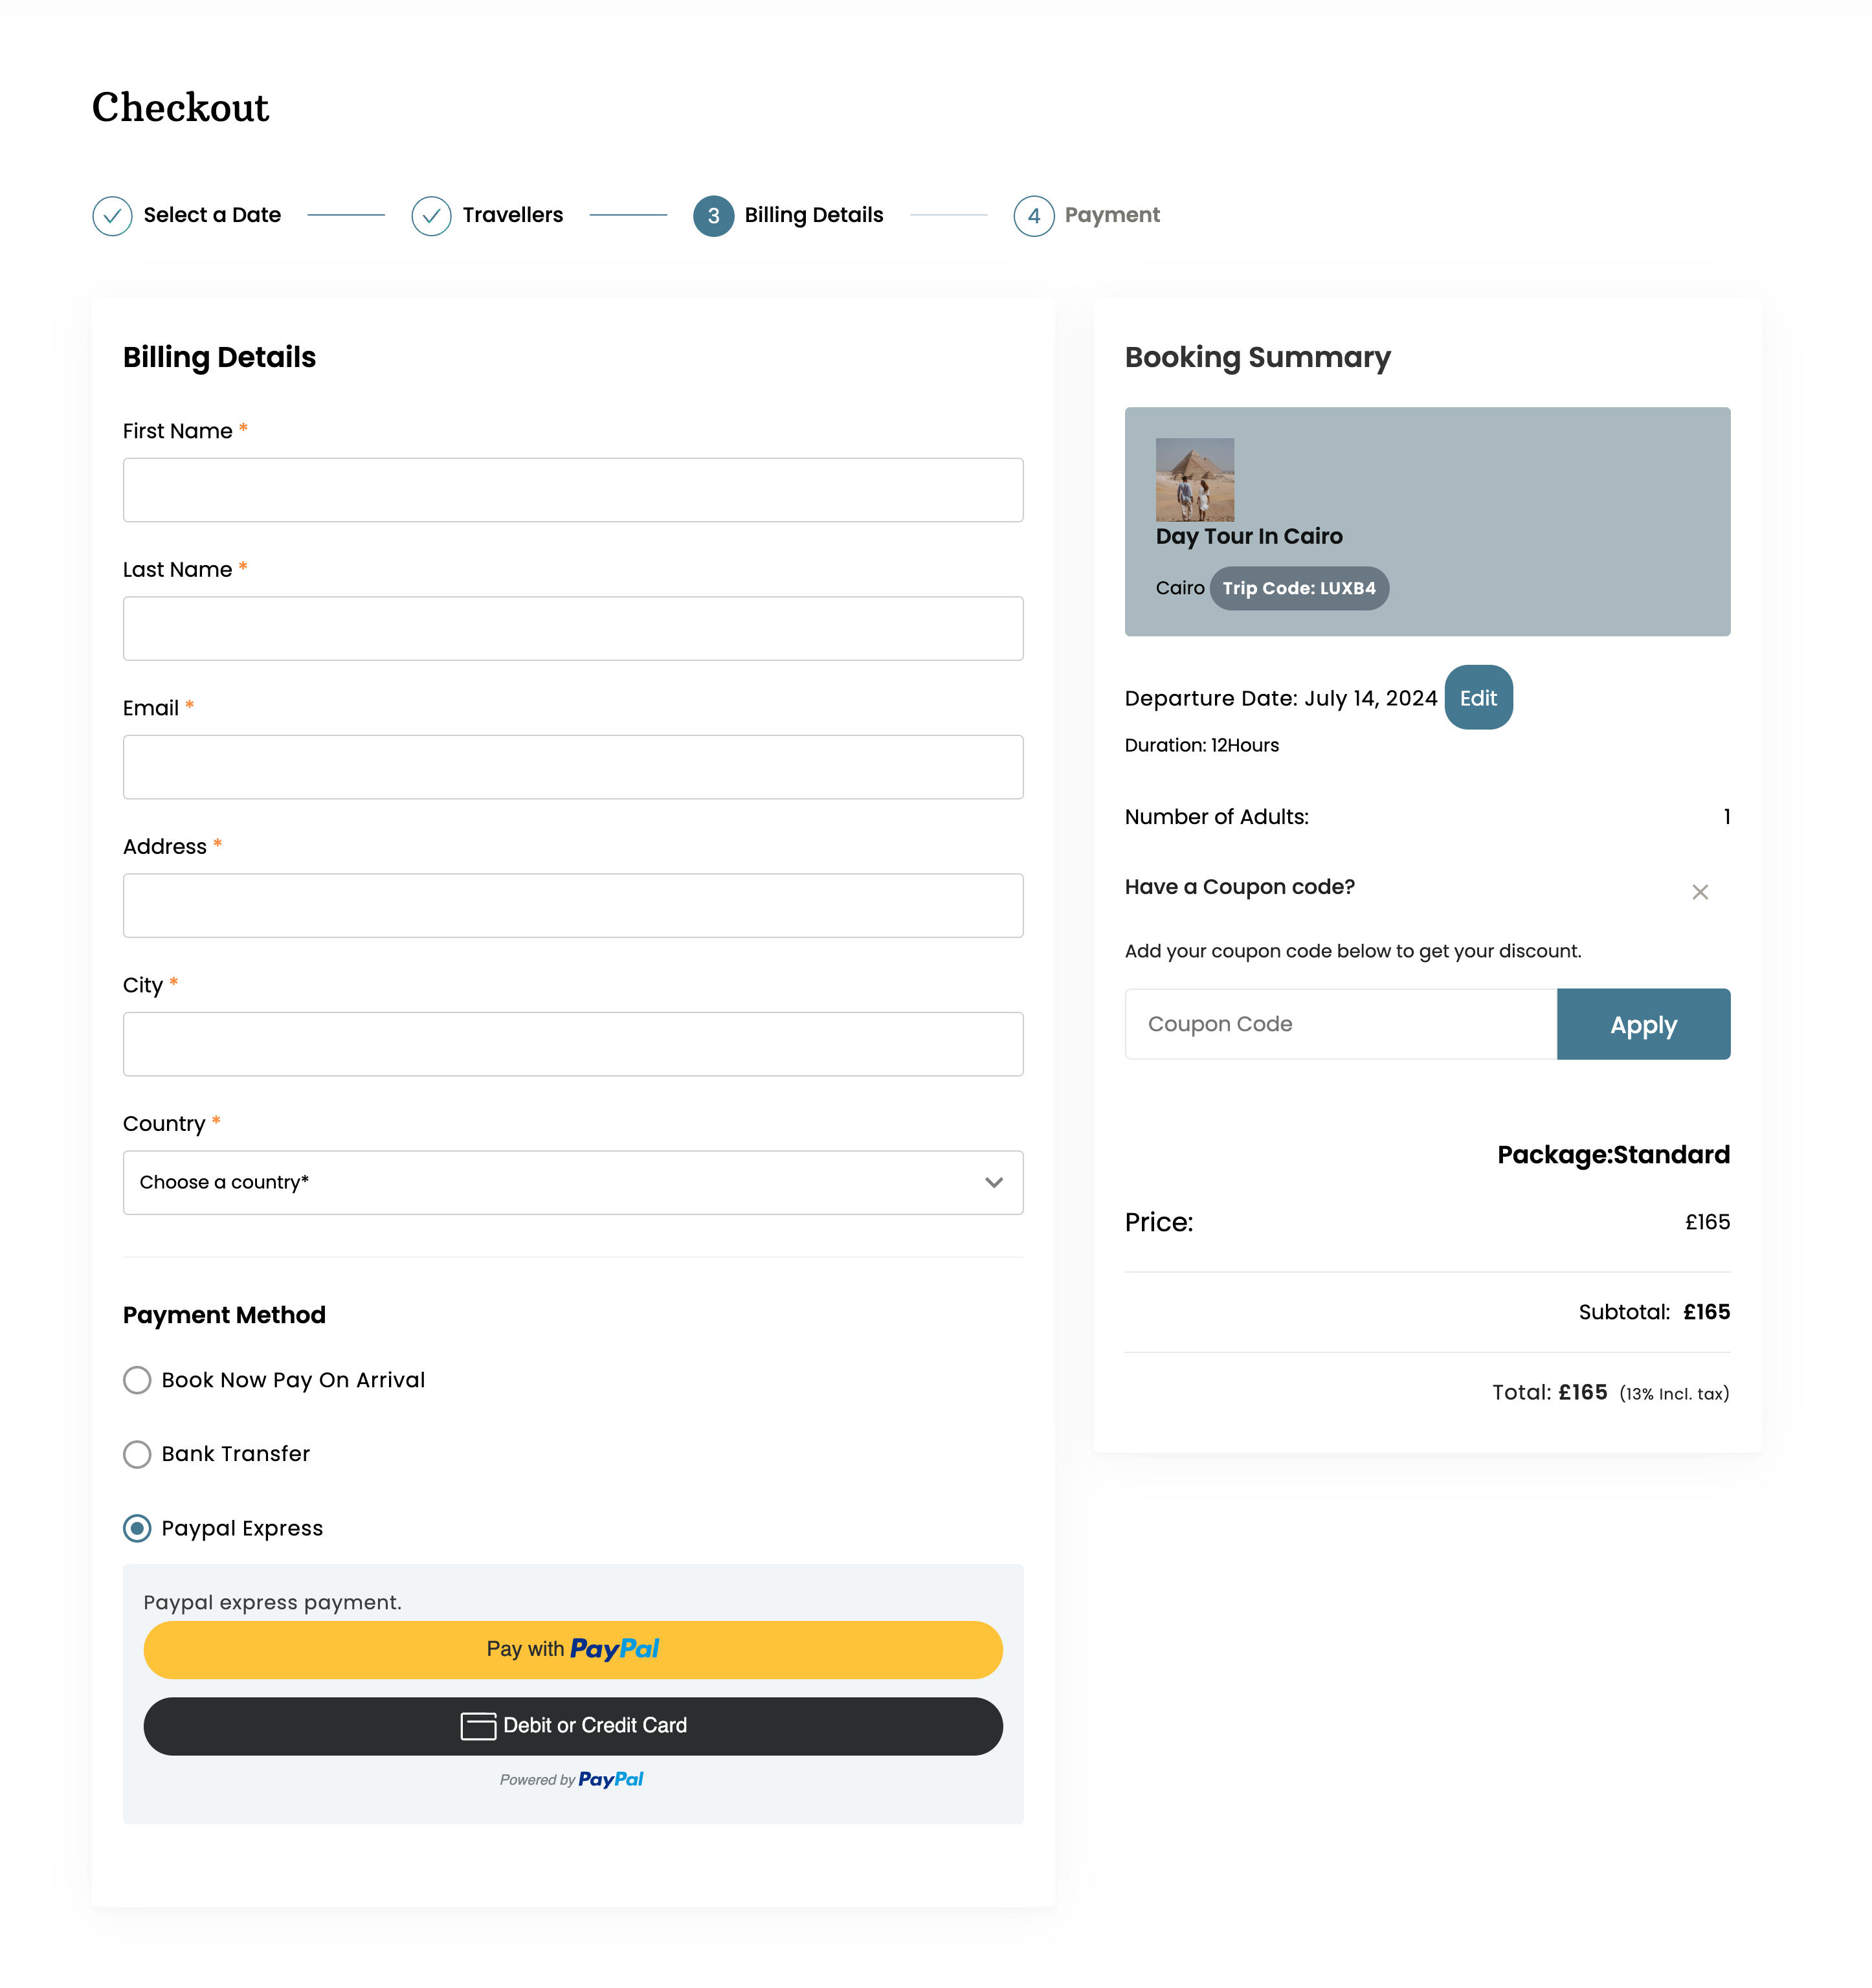 Checkout
Select a Date
Travellers
3 Billing Details
4 Payment
Billing Details
First Name *
Last Name *
Email *
Address *
City *
Country *
Choose a country*
Payment Method
Book Now Pay On Arrival
Bank Transfer
Paypal Express
Paypal express payment.
Pay with PayPal
Debit or Credit Card
Powered by PayPal
Booking Summary
Day Tour In Cairo
Cairo Trip Code: LUXB4
Departure Date: July 14, 2024 Edit
Duration: 12Hours
Number of Adults: 1
Have a Coupon code?
Add your coupon code below to get your discount.
Coupon Code Apply
Package:Standard
Price: £165
Subtotal: £165
Total: £165 (13% Incl. tax)